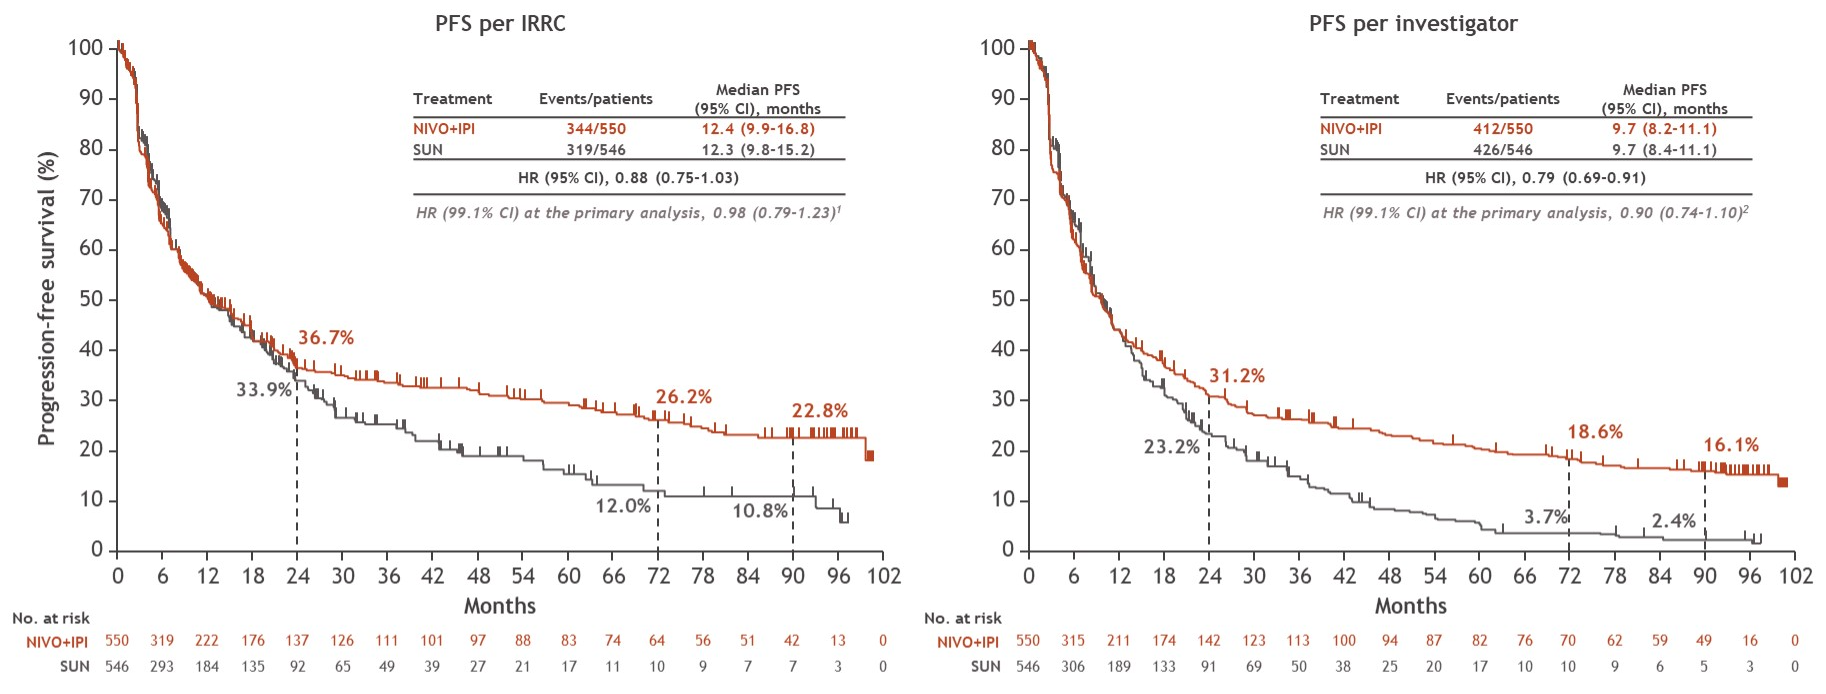 PFS per IRRC
Progression-free survival (%)
100
90
80
70
60
50
40
30
20
10
0
Treatment Events/patients Median PFS (95% CI), months
NIVO+IPI 344/550 12.4 (9.9-16.8)
SUN 319/546 12.3 (9.8-15.2)
HR (95% CI), 0.88 (0.75-1.03)
HR (99.1% CI) at the primary analysis, 0.98 (0.79-1.23)1
36.7%
33.9%
26.2%
22.8%
12.0%
10.8%
0 6 12 18 24 30 36 42 48 54 60 66 72 78 84 90 96 102
Months
No. at risk
NIVO+IPI 550 319 222 176 137 126 111 101 97 88 83 74 64 56 51 42 13 0
SUN 546 293 184 135 92 65 49 39 27 21 17 11 10 9 7 7 3 0
PFS per investigator
100
90
80
70
60
50
40
30
20
10
0
Treatment Events/patients Median PFS (95% CI), months
NIVO+IPI 412/550 9.7 (8.2-11.1)
SUN 426/546 9.7 (8.4-11.1)
HR (95% CI), 0.79 (0.69-0.91)
HR (99.1% CI) at the primary analysis, 0.90 (0.74-1.10)2
31.2%
23.2%
18.6%
16.1%
3.7%
2.4%
0 6 12 18 24 30 36 42 48 54 60 66 72 78 84 90 96 102
Months
No. at risk
NIVO+IPI 550 315 211 174 142 123 113 100 94 87 82 76 70 62 59 49 16 0
SUN 546 306 189 133 91 69 50 38 25 20 17 10 10 9 6 5 3 0